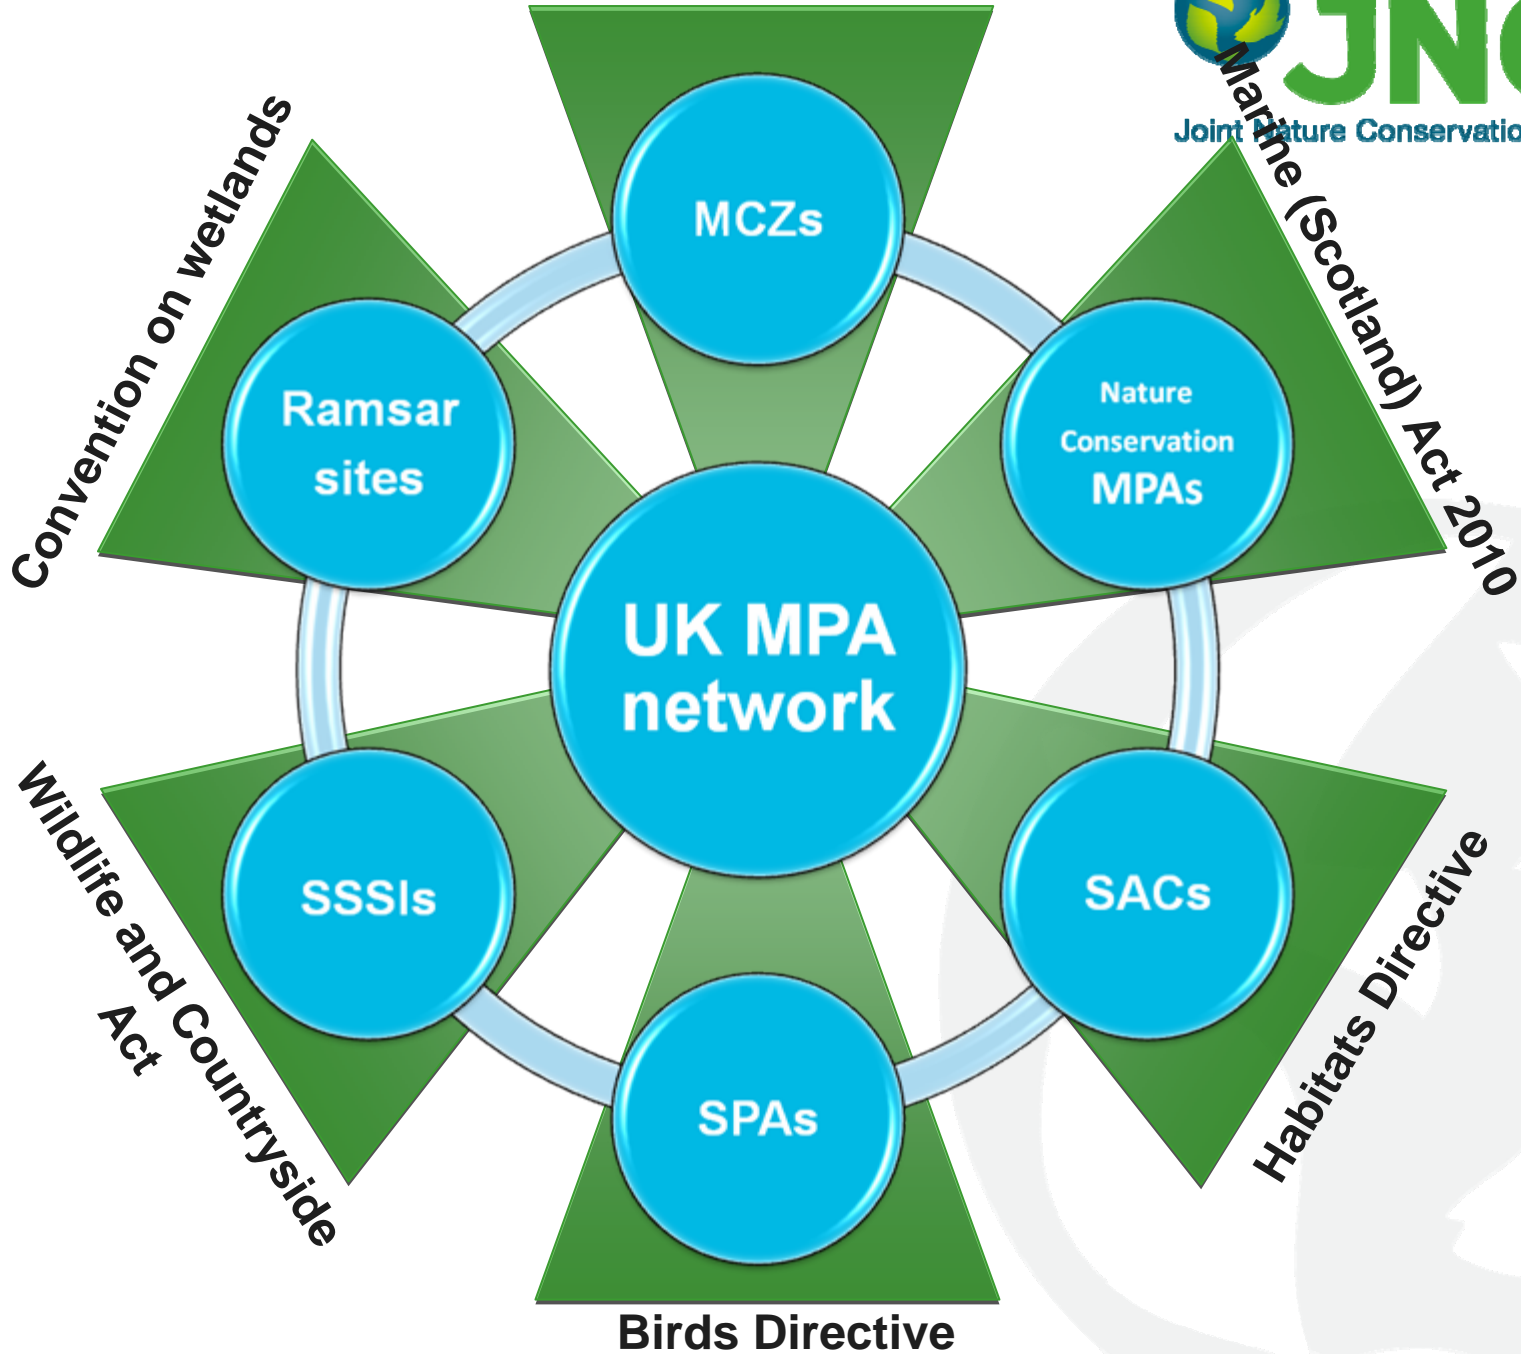 JNC
Joint Nature Conservatio
MCZs
Convention on wetlands
Marine (Scotland) Act 2010
Ramsar
sites
Nature
Conservation
MPAs
UK MPA
network
SSSIs
SACs
Wildlife and Countryside
Act
Habitats Directive
SPAs
Birds Directive